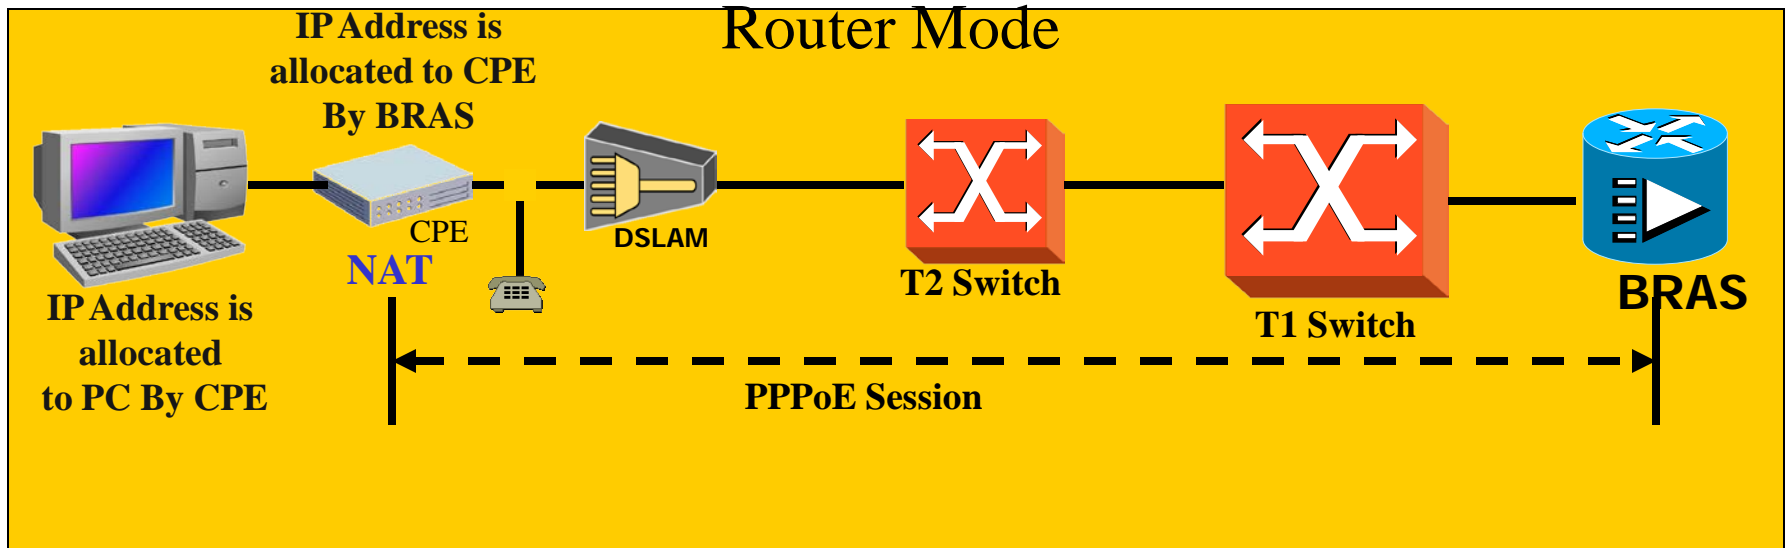 Router Mode
IP Address is
allocated to CPE
By BRAS
CPE
NAT
DSLAM
T2 Switch
T1 Switch
BRAS
IP Address is
allocated
to PC By CPE
PPPoE Session